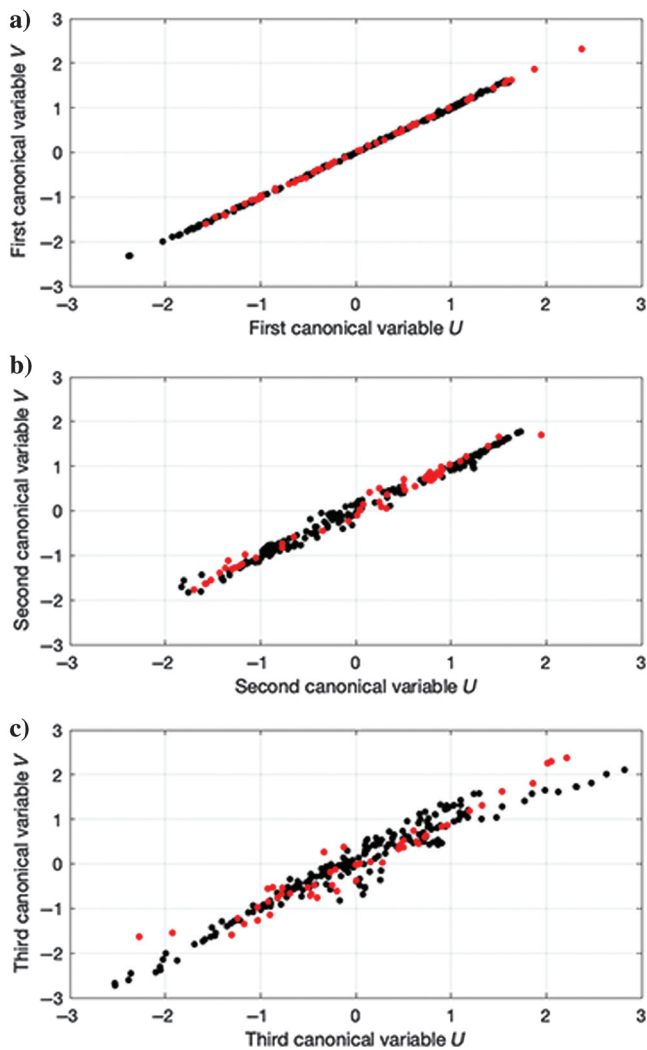 a)
3
2
1
0
−1
−2
−3
First canonical variable V
−3 −2 −1 0 1 2 3
First canonical variable U
b)
3
2
1
0
−1
−2
−3
Second canonical variable V
−3 −2 −1 0 1 2 3
Second canonical variable U
c)
3
2
1
0
−1
−2
−3
Third canonical variable V
−3 −2 −1 0 1 2 3
Third canonical variable U